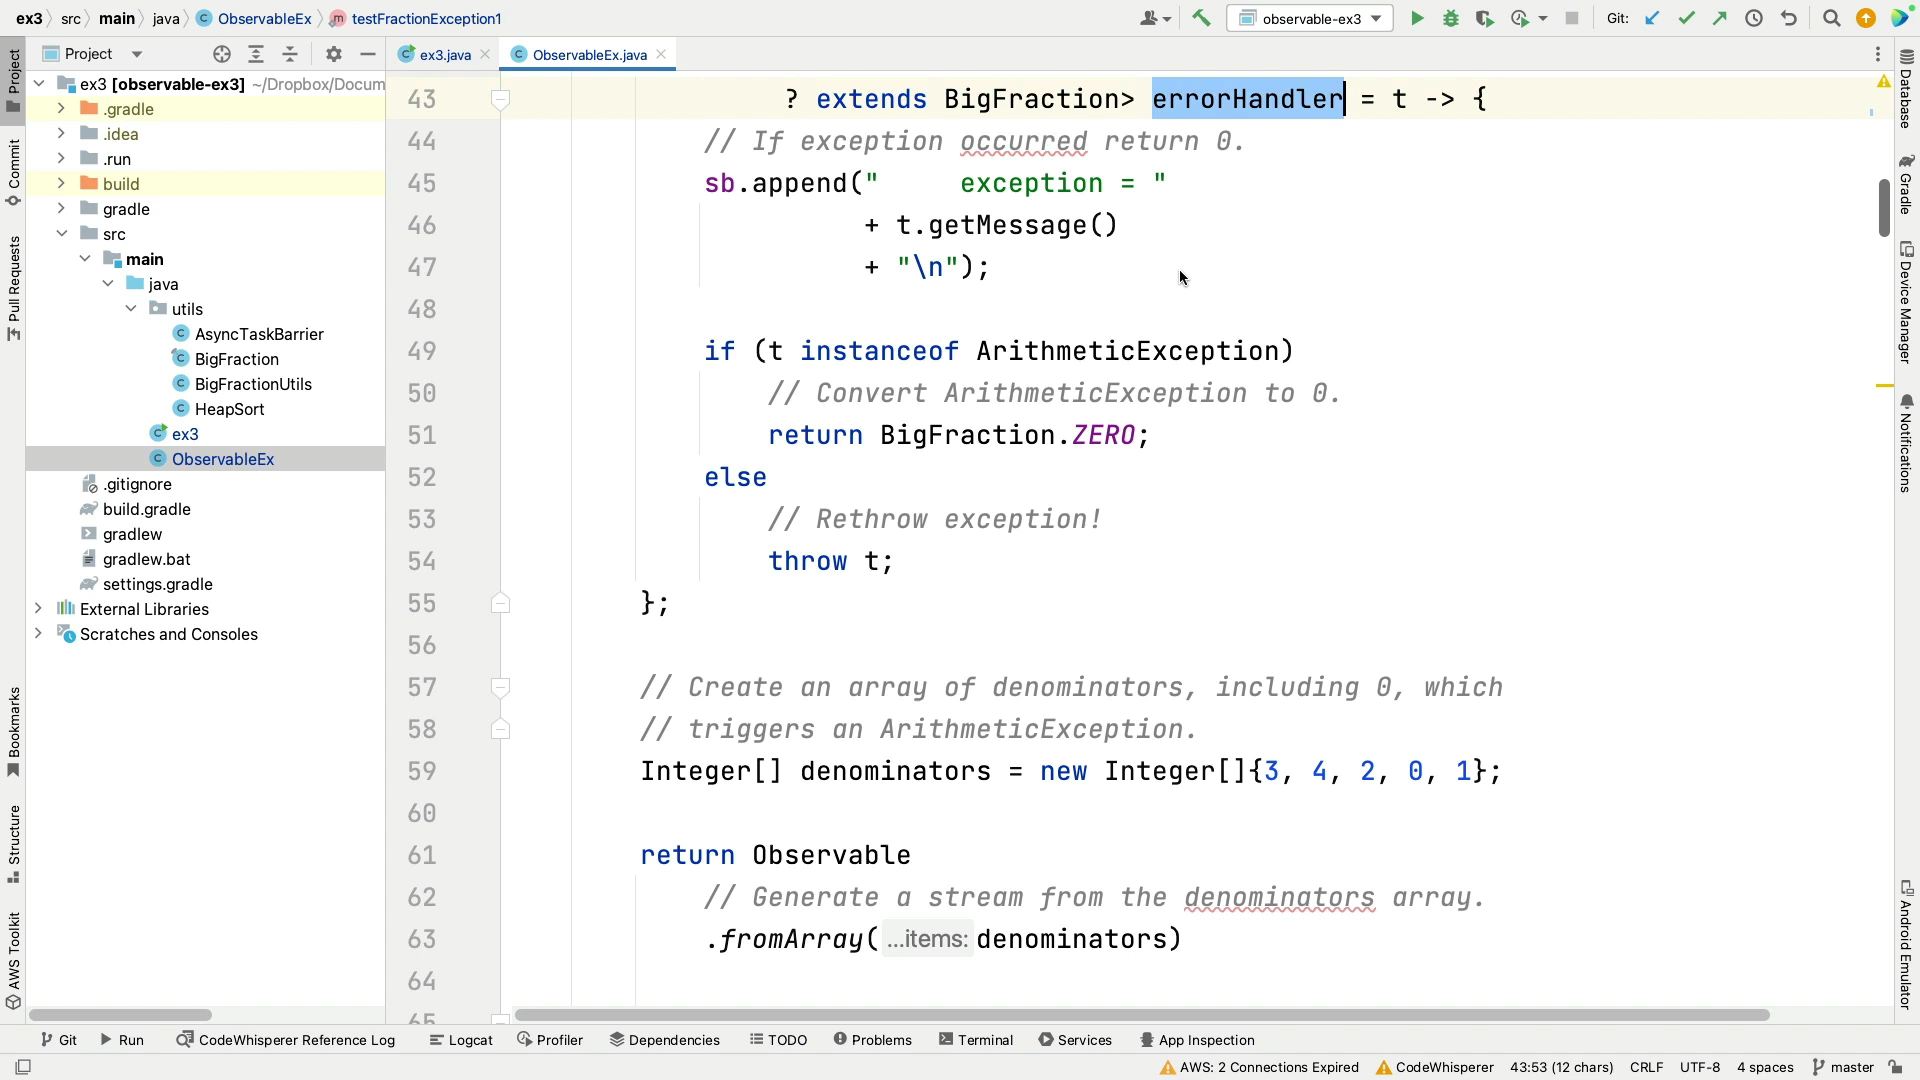 ex3 src main java ObservableEx testFractionException1
observable-ex3 Git:
Project
ex3.java ObservableEx.java
ex3 [observable-ex3] ~/Dropbox/Docum
.gradle
.idea
.run
build
gradle
src
main
java
utils
AsyncTaskBarrier
BigFraction
BigFractionUtils
HeapSort
ex3
ObservableEx
.gitignore
build.gradle
gradlew
gradlew.bat
settings.gradle
External Libraries
Scratches and Consoles
Project
Commit
Pull Requests
Bookmarks
Structure
AWS Toolkit
43 ? extends BigFraction> errorHandler = t -> {
44 // If exception occurred return 0.
45 sb.append("     exception = "
46 + t.getMessage()
47 + "\n");
48
49 if (t instanceof ArithmeticException)
50 // Convert ArithmeticException to 0.
51 return BigFraction.ZERO;
52 else
53 // Rethrow exception!
54 throw t;
55 };
56
57 // Create an array of denominators, including 0, which
58 // triggers an ArithmeticException.
59 Integer[] denominators = new Integer[]{3, 4, 2, 0, 1};
60
61 return Observable
62 // Generate a stream from the denominators array.
63 .fromArray( ...items: denominators)
64
65
Database
Gradle
Device Manager
Notifications
Android Emulator
Git Run CodeWhisperer Reference Log Logcat Profiler Dependencies TODO Problems Terminal Services App Inspection
AWS: 2 Connections Expired CodeWhisperer 43:53 (12 chars) CRLF UTF-8 4 spaces master